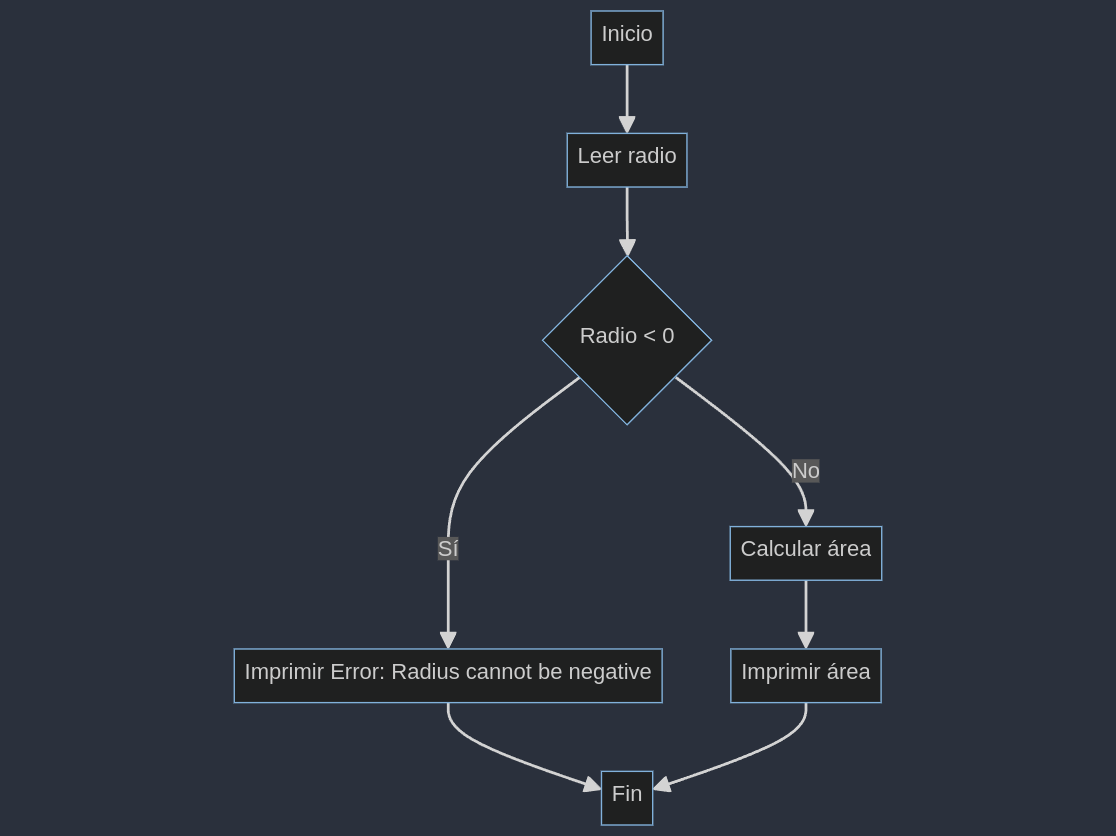 Inicio
Leer radio
Radio < 0
No
Sí
Calcular área
Imprimir Error: Radius cannot be negative
Imprimir área
Fin